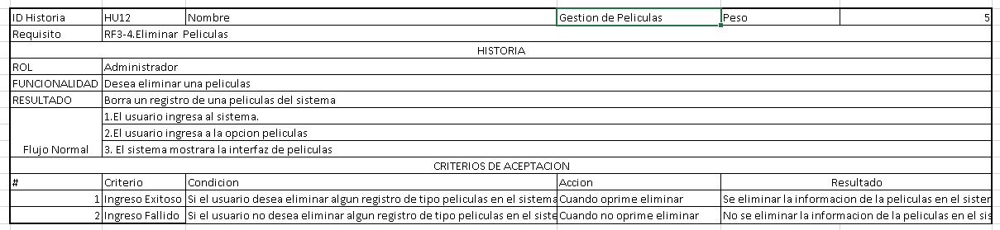 ID Historia HU12 Nombre Gestion de Peliculas Peso 5
Requisito RF3-4.Eliminar Peliculas
HISTORIA
ROL Administrador
FUNCIONALIDAD Desea eliminar una peliculas
RESULTADO Borra un registro de una peliculas del sistema
1.El usuario ingresa al sistema.
2.El usuario ingresa a la opcion peliculas
Flujo Normal 3. El sistema mostrara la interfaz de peliculas
CRITERIOS DE ACEPTACION
# Criterio Condicion Accion Resultado
1 Ingreso Exitoso Si el usuario desea eliminar algun registro de tipo peliculas en el sistema Cuando oprime eliminar Se eliminar la informacion de la peliculas en el sister
2 Ingreso Fallido Si el usuario no desea eliminar algun registro de tipo peliculas en el siste Cuando no oprime eliminar No se eliminar la informacion de la peliculas en el sis